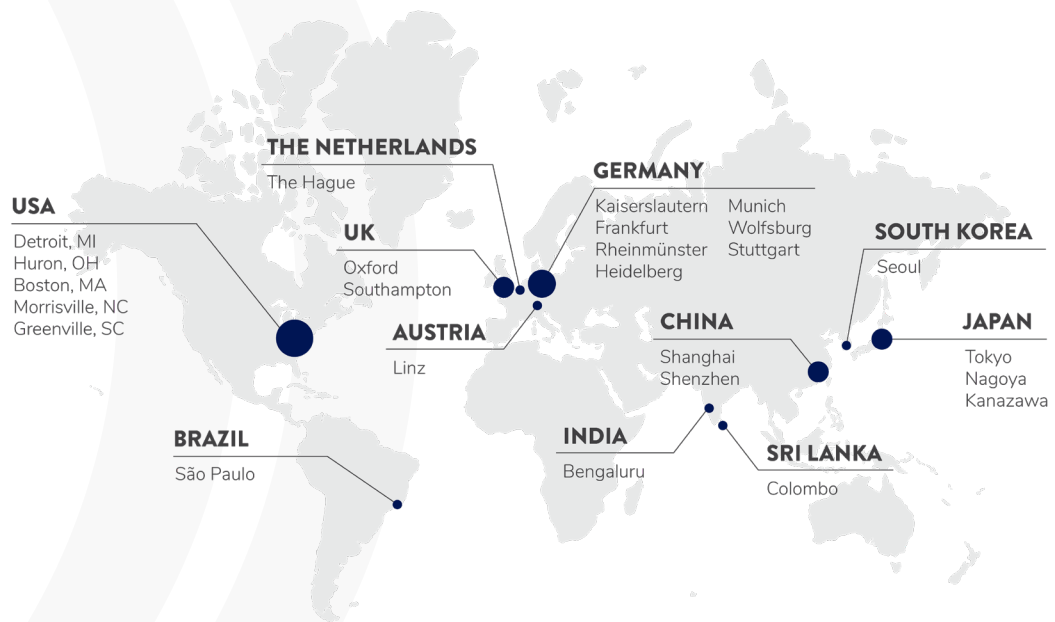 THE NETHERLANDS
The Hague
GERMANY
Kaiserslautern
Frankfurt
Rheinmünster
Heidelberg
Munich
Wolfsburg
Stuttgart
USA
Detroit, MI
Huron, OH
Boston, MA
Morrisville, NC
Greenville, SC
UK
Oxford
Southampton
SOUTH KOREA
Seoul
AUSTRIA
Linz
CHINA
Shanghai
Shenzhen
JAPAN
Tokyo
Nagoya
Kanazawa
BRAZIL
São Paulo
INDIA
Bengaluru
SRI LANKA
Colombo